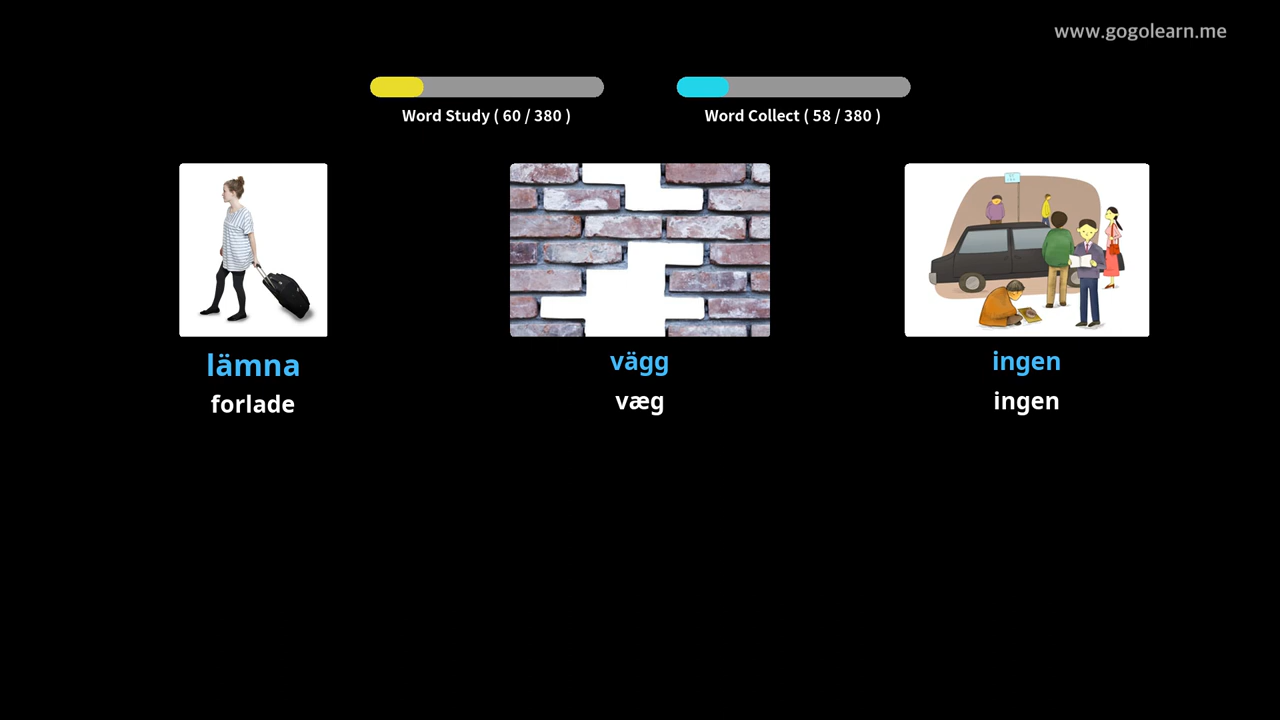 www.gogolearn.me
Word Study ( 60 / 380 )
Word Collect ( 58 / 380 )
lämna
forlade
vägg
væg
ingen
ingen